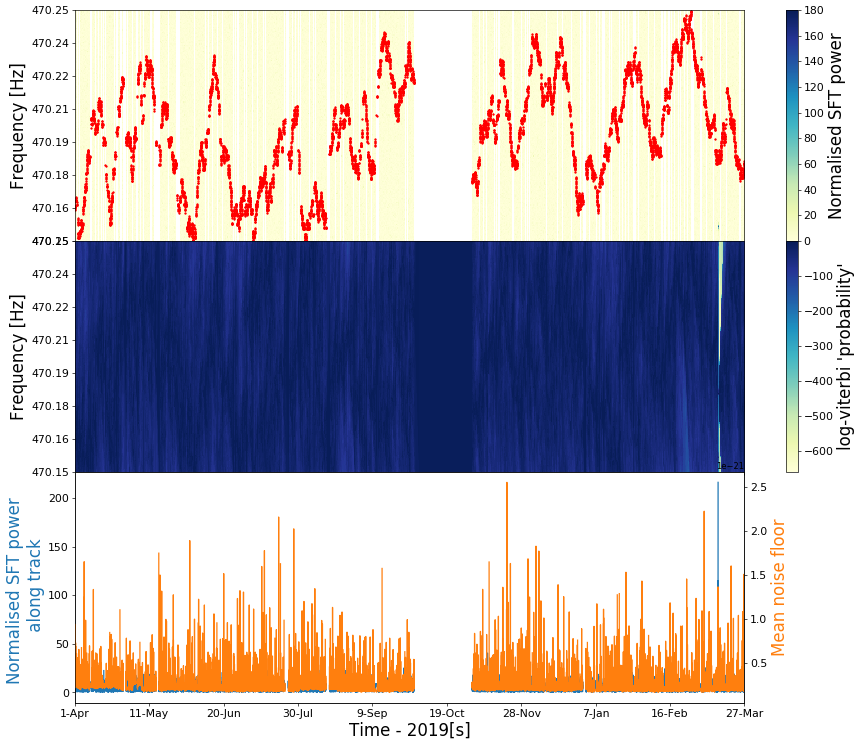 470.25
470.24
470.22
470.21
470.19
470.18
470.16
470.15
Frequency [Hz]
180
160
140
120
100
80
60
40
20
0
Normalised SFT power
470.25
470.24
470.22
470.21
470.19
470.18
470.16
470.15
Frequency [Hz]
0
−100
−200
−300
−400
−500
−600
log-viterbi 'probability'
1e−21
200
150
100
50
0
Normalised SFT power
along track
2.5
2.0
1.5
1.0
0.5
Mean noise floor
1-Apr
11-May
20-Jun
30-Jul
9-Sep
19-Oct
28-Nov
7-Jan
16-Feb
27-Mar
Time - 2019[s]